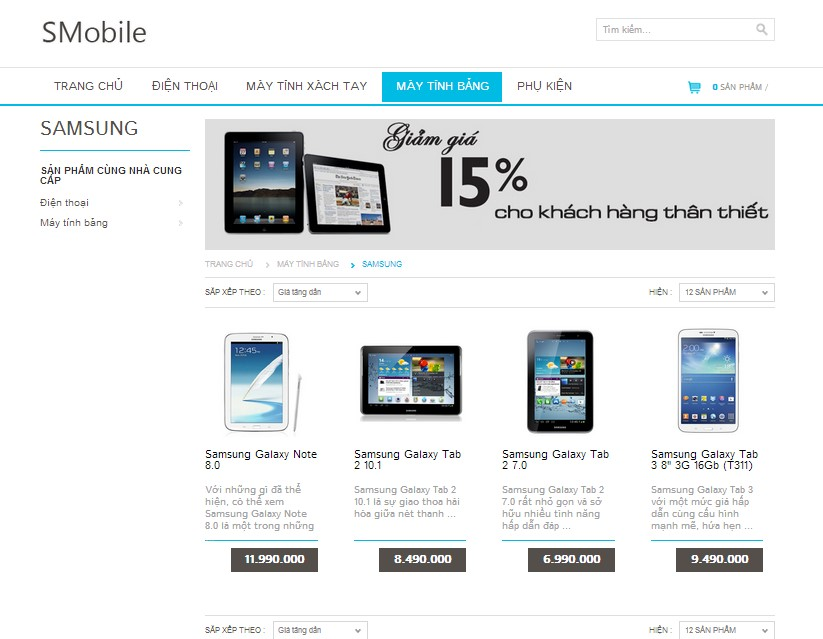 SMobile
Tìm kiếm...
TRANG CHỦ
ĐIỆN THOẠI
MÁY TÍNH XÁCH TAY
MÁY TÍNH BẢNG
PHỤ KIỆN
0 SẢN PHẨM /
SAMSUNG
SẢN PHẨM CÙNG NHÀ CUNG
CẤP
Điện thoại
Máy tính bảng
Giảm giá
15%
cho khách hàng thân thiết
TRANG CHỦ > MÁY TÍNH BẢNG > SAMSUNG
SẮP XẾP THEO : Giá tăng dần
HIỆN : 12 SẢN PHẨM
Samsung Galaxy Note
8.0
Với những gì đã thể
hiện, có thể xem
Samsung Galaxy Note
8.0 là một trong những
11.990.000
Samsung Galaxy Tab
2 10.1
Samsung Galaxy Tab 2
10.1 là sự giao thoa hài
hòa giữa nét thanh ...
8.490.000
Samsung Galaxy Tab
2 7.0
Samsung Galaxy Tab 2
7.0 rất nhỏ gọn và sở
hữu nhiều tính năng
hấp dẫn đáp ...
6.990.000
Samsung Galaxy Tab
3 8" 3G 16Gb (T311)
Samsung Galaxy Tab 3
với một mức giá hấp
dẫn cùng cấu hình
mạnh mẽ, hứa hẹn ...
9.490.000
SẮP XẾP THEO : Giá tăng dần
HIỆN : 12 SẢN PHẨM